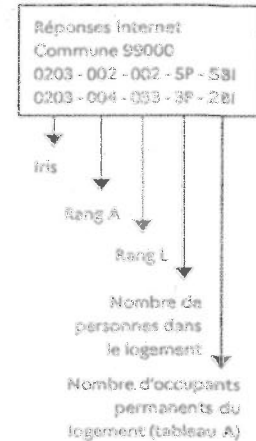 Réponses Internet
Commune 99000
0203 - 002 - 002 - 5P - 5BI
0203 - 004 - 033 - 3P - 2BI
Iris
Rang A
Rang L
Nombre de
personnes dans
le logement
Nombre d'occupants
permanents du
logement (tableau A)